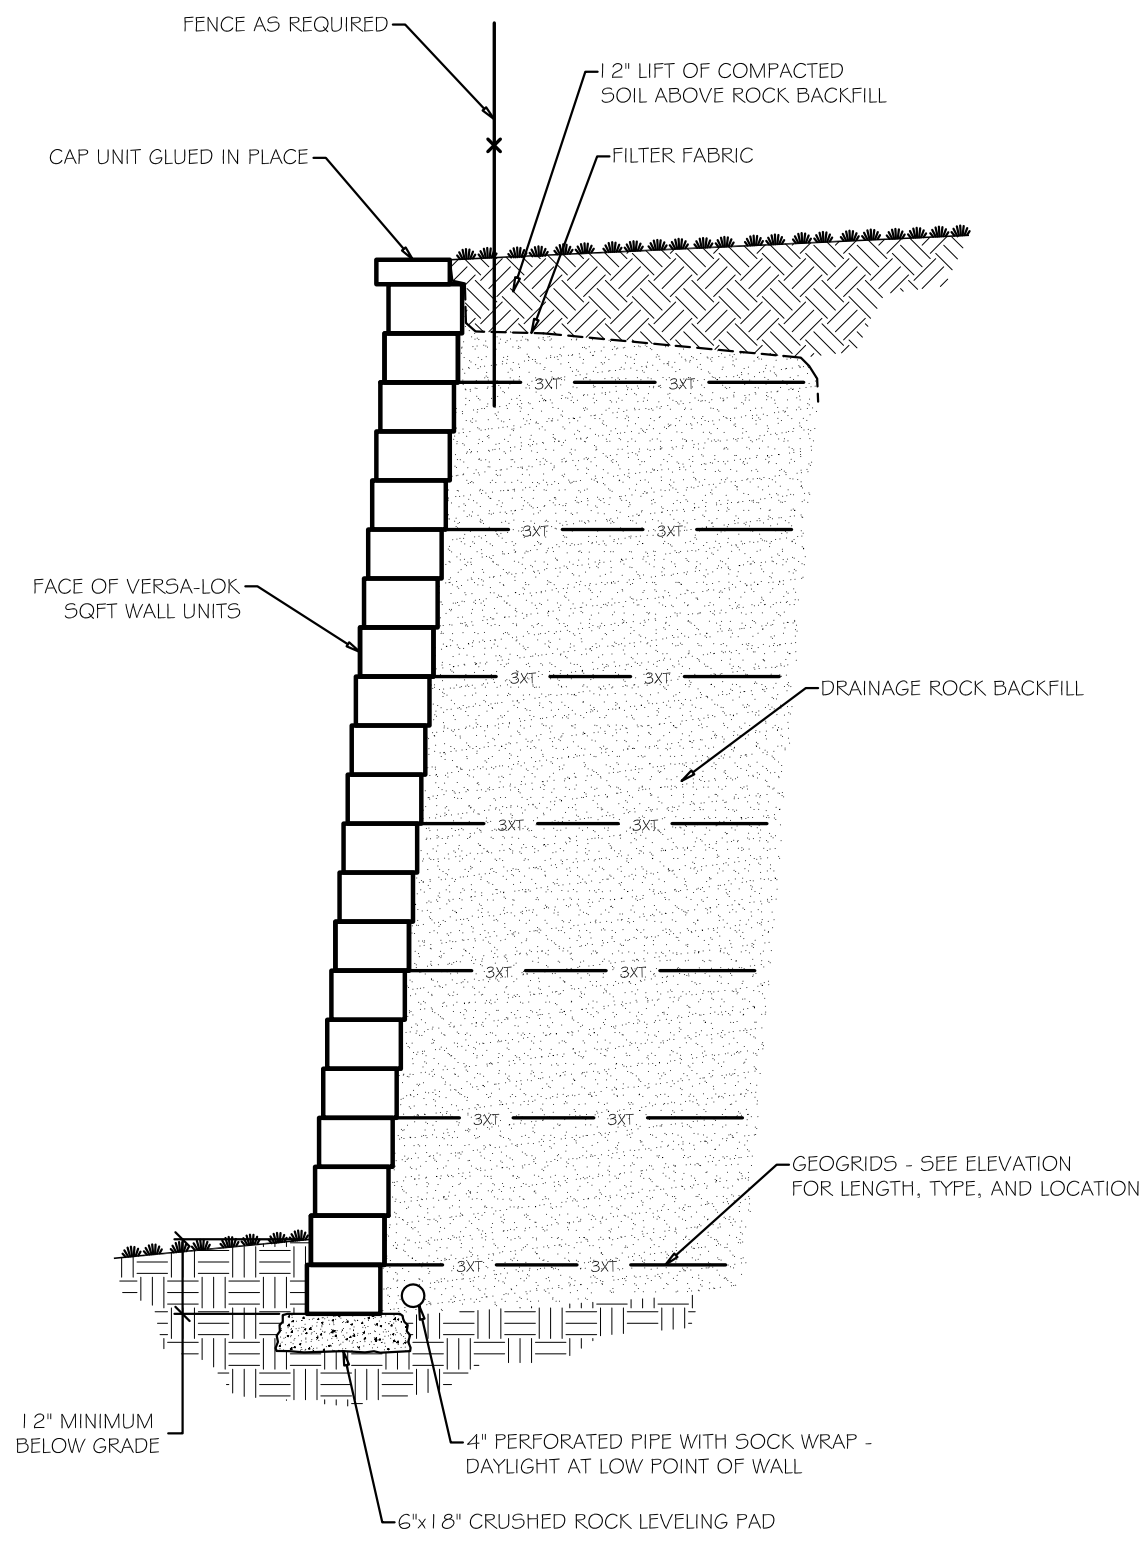 FENCE AS REQUIRED
12" LIFT OF COMPACTED
SOIL ABOVE ROCK BACKFILL
CAP UNIT GLUED IN PLACE
FILTER FABRIC
3XT 3XT
3XT 3XT
FACE OF VERSA-LOK
SQFT WALL UNITS
3XT 3XT
DRAINAGE ROCK BACKFILL
3XT 3XT
3XT 3XT
3XT 3XT
GEOGRIDS - SEE ELEVATION
FOR LENGTH, TYPE, AND LOCATION
3XT 3XT
12" MINIMUM
BELOW GRADE
4" PERFORATED PIPE WITH SOCK WRAP -
DAYLIGHT AT LOW POINT OF WALL
6"x18" CRUSHED ROCK LEVELING PAD